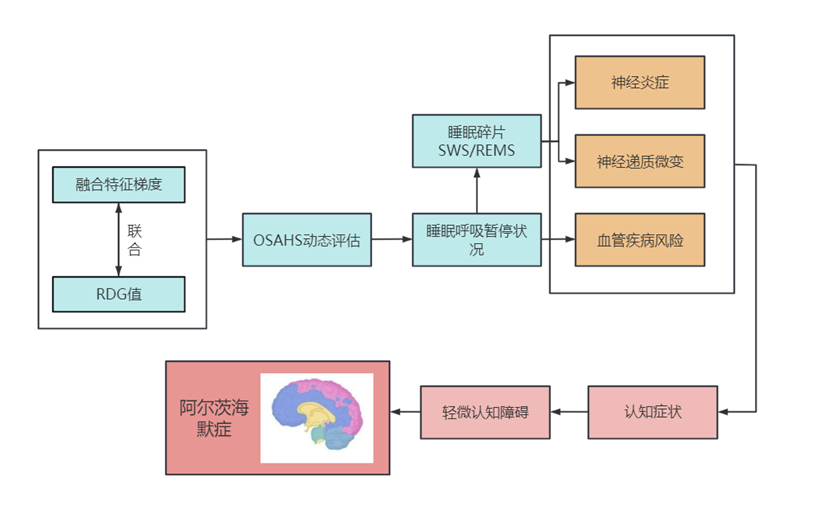 融合特征梯度
联
合
RDG值
OSAHS动态评估
睡眠碎片
SWS/REMS
睡眠呼吸暂停状
况
神经炎症
神经递质微变
血管疾病风险
认知症状
轻微认知障碍
阿尔茨海
默症